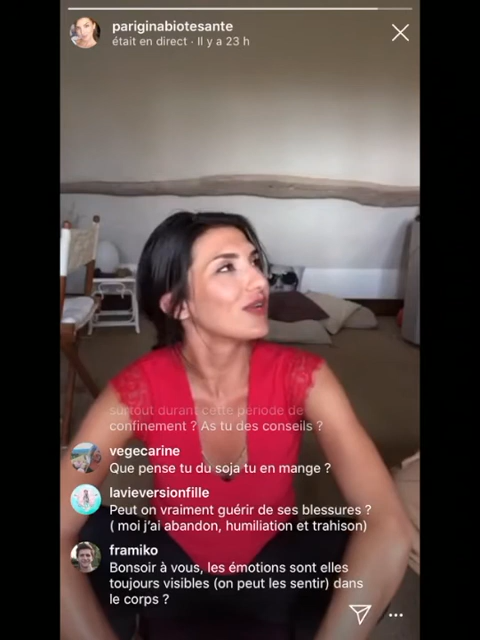 pariginabiotesante
était en direct · Il y a 23 h
surtout durant cette période de
confinement ? As tu des conseils ?
vegecarine
Que pense tu du soja tu en mange ?
lavieversionfille
Peut on vraiment guérir de ses blessures ?
( moi j'ai abandon, humiliation et trahison)
framiko
Bonsoir à vous, les émotions sont elles
toujours visibles (on peut les sentir) dans
le corps ?